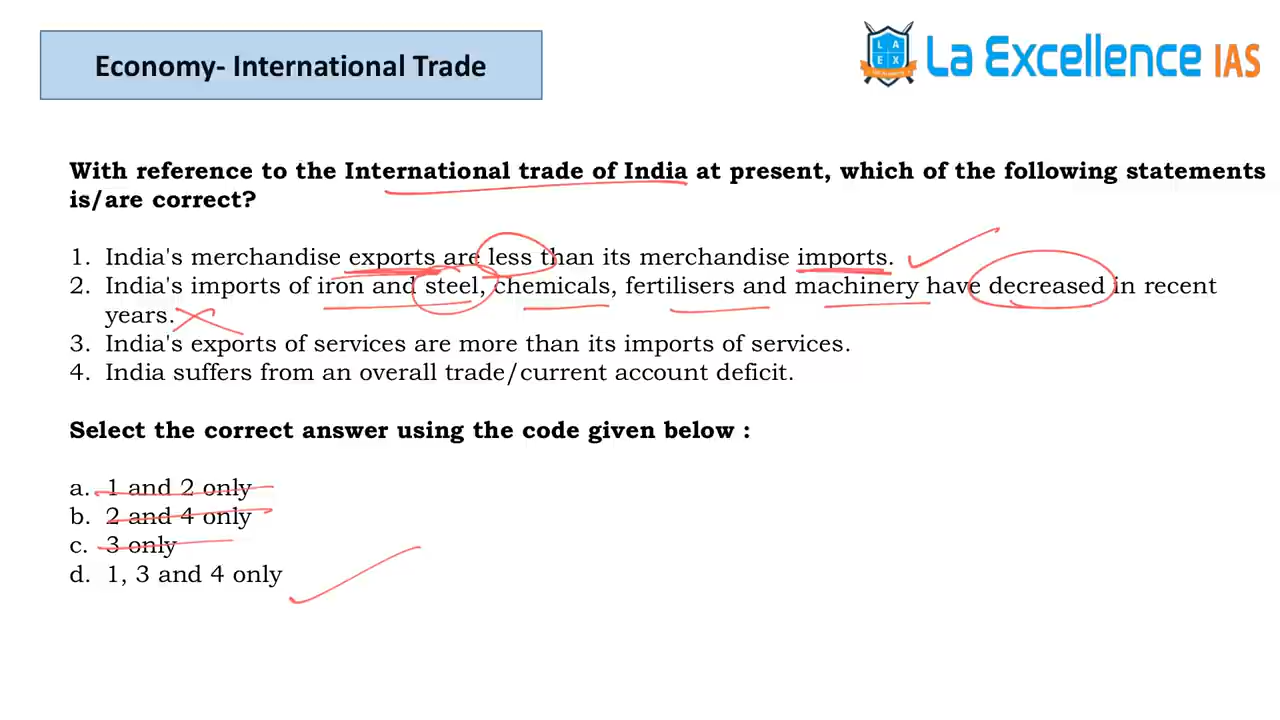 Economy- International Trade
LA
EX
La Excellence IAS
With reference to the International trade of India at present, which of the following statements
is/are correct?
1. India's merchandise exports are less than its merchandise imports.
2. India's imports of iron and steel, chemicals, fertilisers and machinery have decreased in recent
years.
3. India's exports of services are more than its imports of services.
4. India suffers from an overall trade/current account deficit.
Select the correct answer using the code given below :
a. 1 and 2 only
b. 2 and 4 only
c. 3 only
d. 1, 3 and 4 only